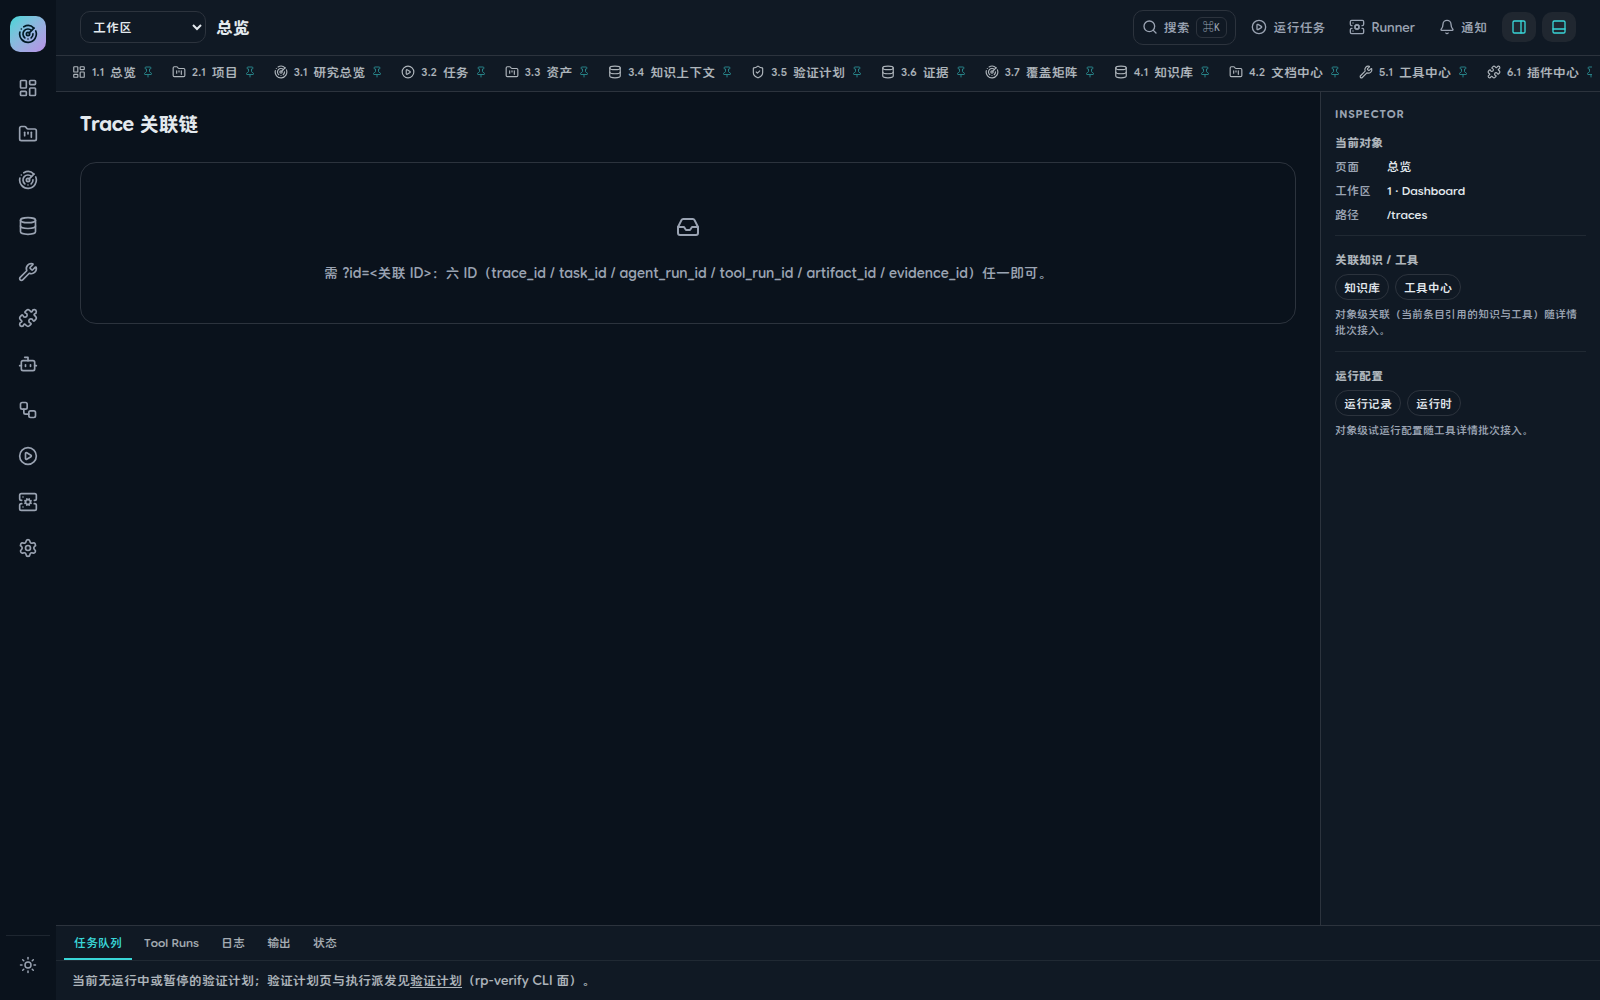 工作区 总览 搜索 ⌘K 运行任务 Runner 通知
1.1 总览 2.1 项目 3.1 研究总览 3.2 任务 3.3 资产 3.4 知识上下文 3.5 验证计划 3.6 证据 3.7 覆盖矩阵 4.1 知识库 4.2 文档中心 5.1 工具中心 6.1 插件中心
Trace 关联链
需 ?id=<关联 ID>：六 ID（trace_id / task_id / agent_run_id / tool_run_id / artifact_id / evidence_id）任一即可。
INSPECTOR
当前对象
页面 总览
工作区 1 · Dashboard
路径 /traces
关联知识 / 工具
知识库 工具中心
对象级关联（当前条目引用的知识与工具）随详情
批次接入。
运行配置
运行记录 运行时
对象级试运行配置随工具详情批次接入。
任务队列 Tool Runs 日志 输出 状态
当前无运行中或暂停的验证计划；验证计划页与执行派发见验证计划（rp-verify CLI 面）。